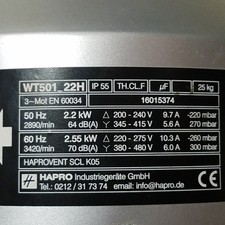 WT501_22H IP 55 TH.CL.F µF 25 kg
3~Mot EN 60034 16015374
50 Hz 2.2 kW Δ 200 - 240 V 9.7 A -220 mbar
2890/min 64 dB(A) Y 345 - 415 V 5.6 A 270 mbar
60 Hz 2.55 kW Δ 220 - 275 V 10.3 A -260 mbar
3420/min 70 dB(A) Y 380 - 480 V 6.0 A 300 mbar
HAPROVENT SCL K05
HAPRO Industriegeräte GmbH
Tel.: 0212 / 31 73 74 - E-Mail: info@hapro.de